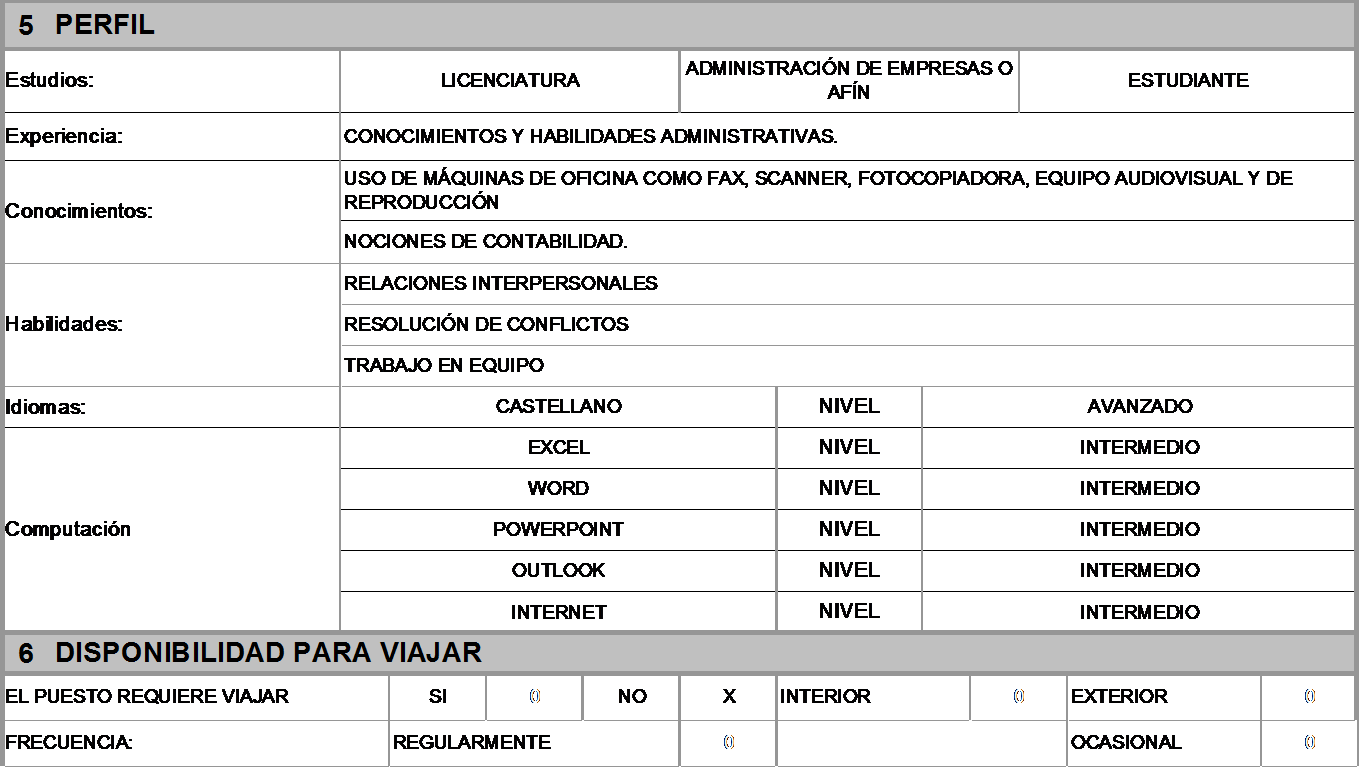 5 PERFIL
Estudios: LICENCIATURA ADMINISTRACIÓN DE EMPRESAS O AFÍN ESTUDIANTE
Experiencia: CONOCIMIENTOS Y HABILIDADES ADMINISTRATIVAS.
Conocimientos: USO DE MÁQUINAS DE OFICINA COMO FAX, SCANNER, FOTOCOPIADORA, EQUIPO AUDIOVISUAL Y DE
REPRODUCCIÓN
NOCIONES DE CONTABILIDAD.
Habilidades: RELACIONES INTERPERSONALES
RESOLUCIÓN DE CONFLICTOS
TRABAJO EN EQUIPO
Idiomas: CASTELLANO NIVEL AVANZADO
Computación EXCEL NIVEL INTERMEDIO
WORD NIVEL INTERMEDIO
POWERPOINT NIVEL INTERMEDIO
OUTLOOK NIVEL INTERMEDIO
INTERNET NIVEL INTERMEDIO
6 DISPONIBILIDAD PARA VIAJAR
EL PUESTO REQUIERE VIAJAR SI 0 NO X INTERIOR 0 EXTERIOR 0
FRECUENCIA: REGULARMENTE 0 OCASIONAL 0